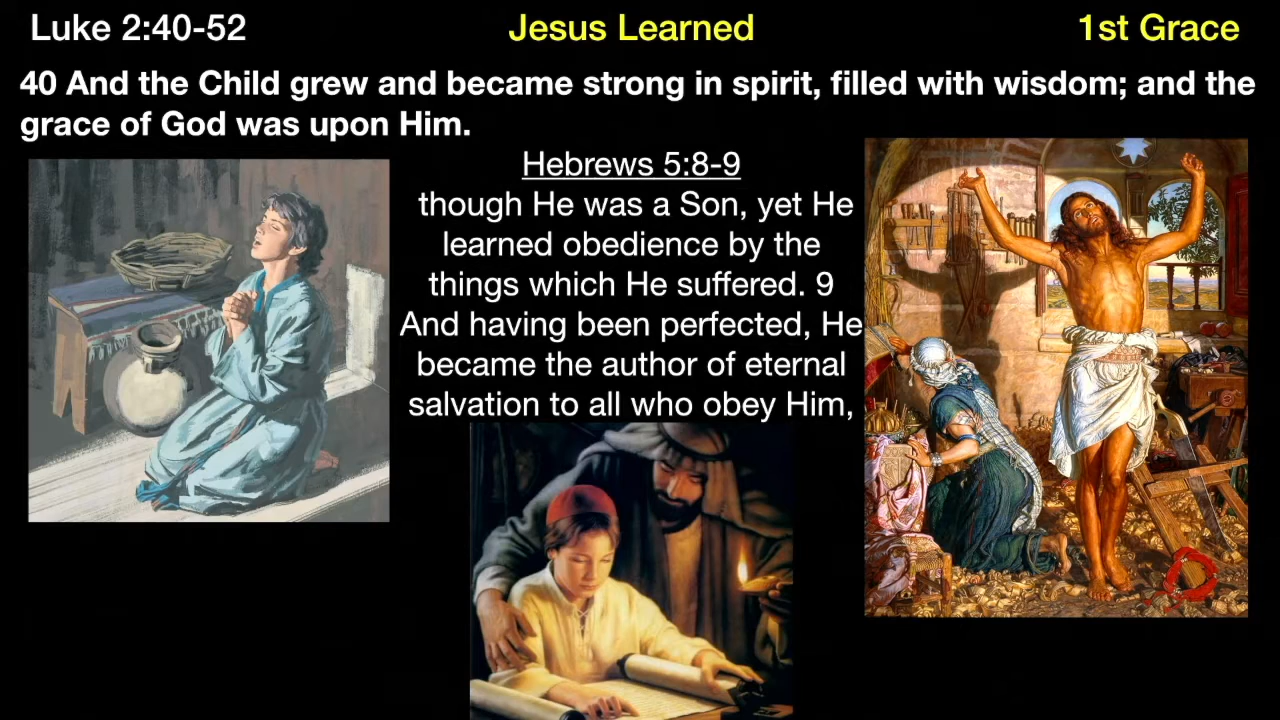 Luke 2:40-52
Jesus Learned
1st Grace
40 And the Child grew and became strong in spirit, filled with wisdom; and the
grace of God was upon Him.
Hebrews 5:8-9
though He was a Son, yet He
learned obedience by the
things which He suffered. 9
And having been perfected, He
became the author of eternal
salvation to all who obey Him,